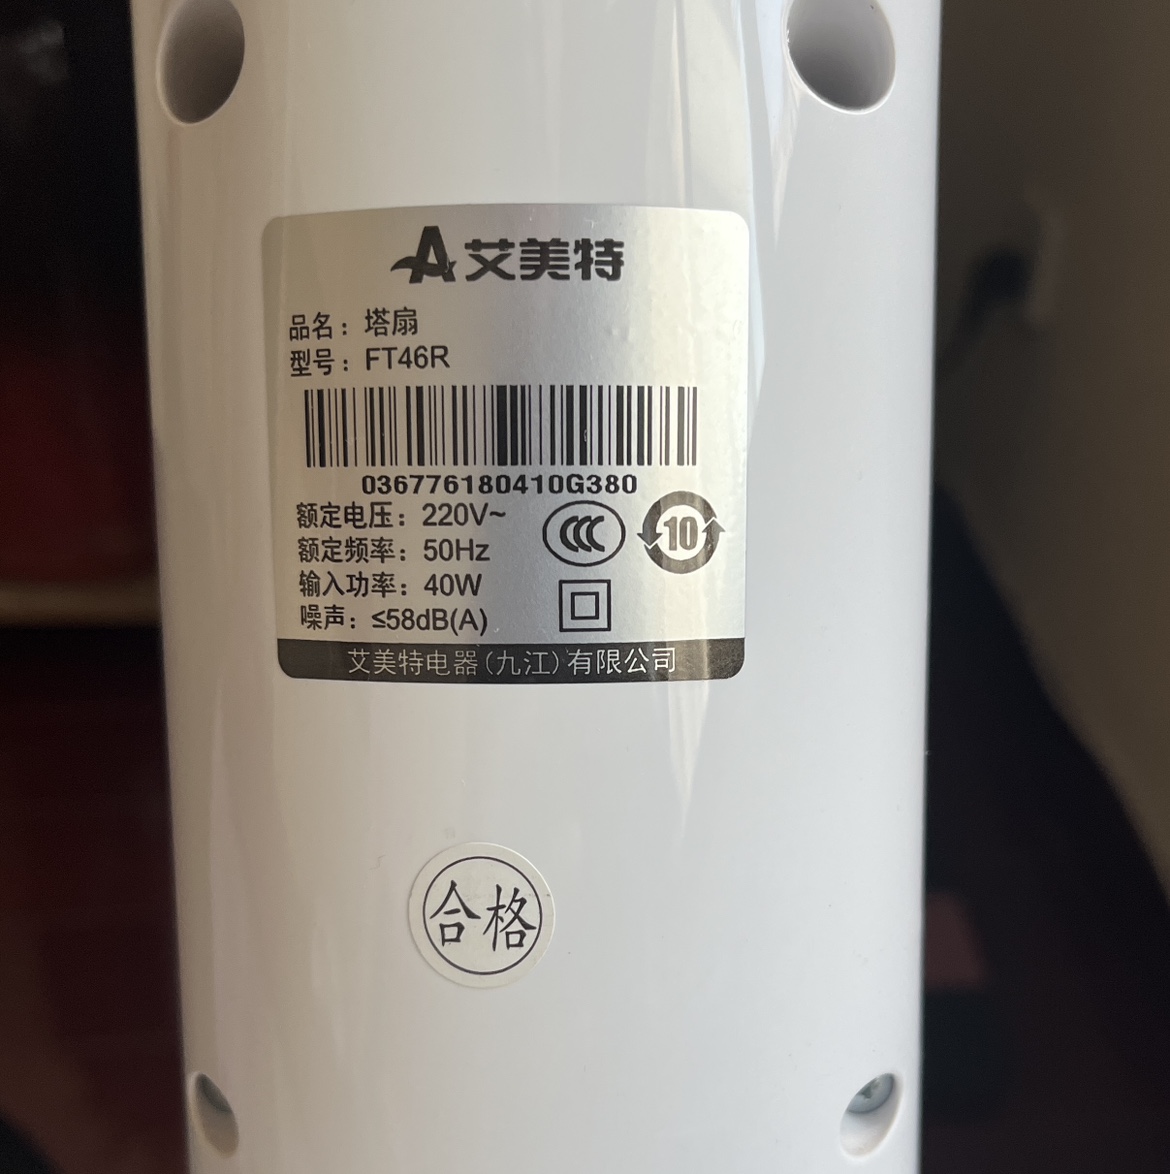 艾美特
品名：塔扇
型号：FT46R
036776180410G380
额定电压：220V~
额定频率：50Hz
输入功率：40W
噪声：≤58dB(A)
CCC
10
艾美特电器(九江)有限公司
合格